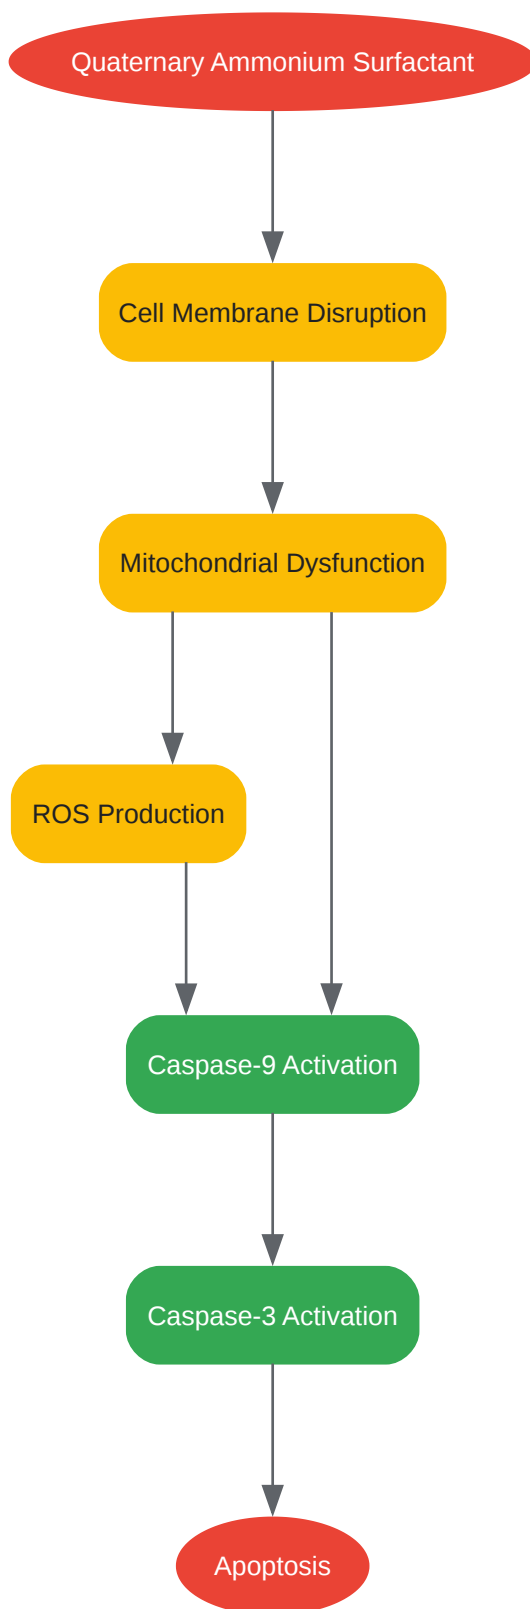 Quaternary Ammonium Surfactant
Cell Membrane Disruption
Mitochondrial Dysfunction
ROS Production
Caspase-9 Activation
Caspase-3 Activation
Apoptosis